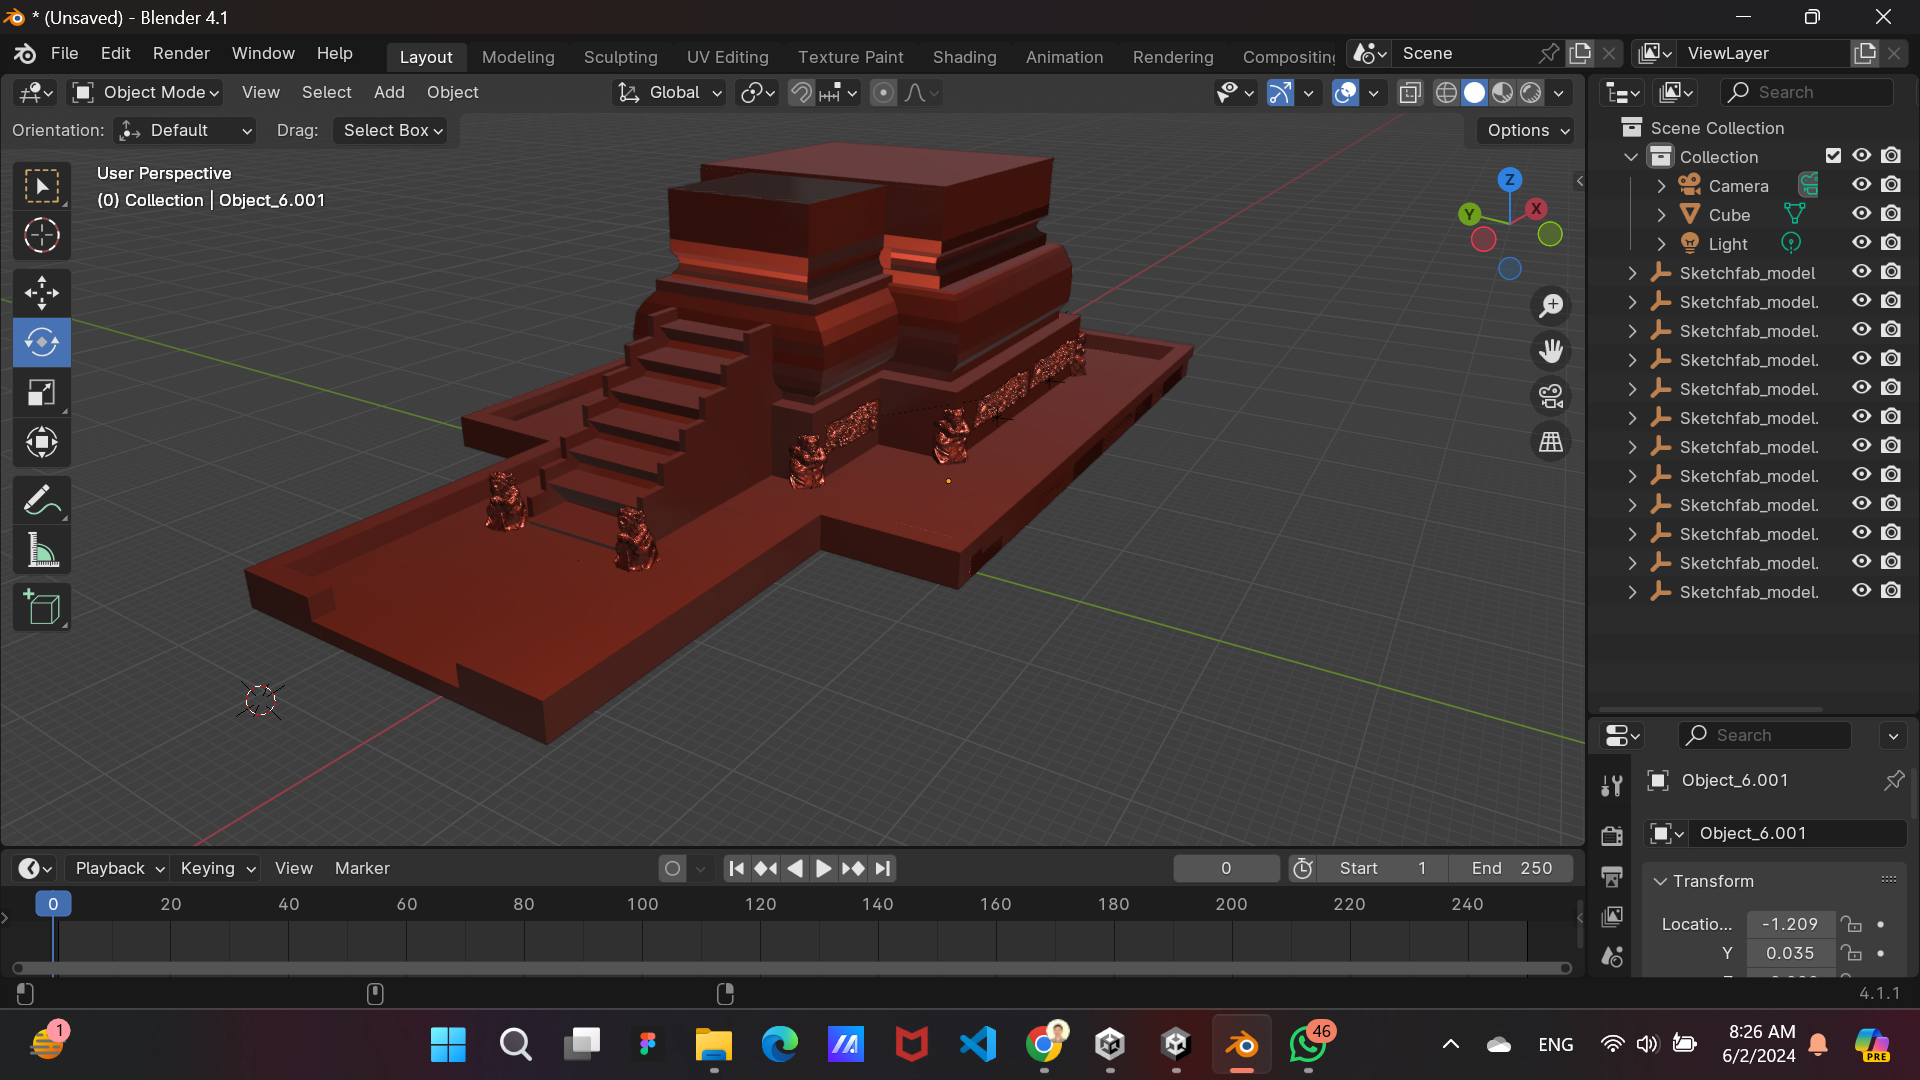 * (Unsaved) - Blender 4.1
File Edit Render Window Help
Layout Modeling Sculpting UV Editing Texture Paint Shading Animation Rendering Compositing
Scene
ViewLayer
Object Mode View Select Add Object
Global
Search
Orientation: Default Drag: Select Box
Options
User Perspective
(0) Collection | Object_6.001
Z
Y
X
Scene Collection
Collection
Camera
Cube
Light
Sketchfab_model
Sketchfab_model.
Sketchfab_model.
Sketchfab_model.
Sketchfab_model.
Sketchfab_model.
Sketchfab_model.
Sketchfab_model.
Sketchfab_model.
Sketchfab_model.
Sketchfab_model.
Sketchfab_model.
Search
Object_6.001
Object_6.001
Transform
Locatio... -1.209
Y 0.035
Playback Keying View Marker
0
Start 1
End 250
0 20 40 60 80 100 120 140 160 180 200 220 240
4.1.1
1
46
ENG
8:26 AM
6/2/2024
PRE